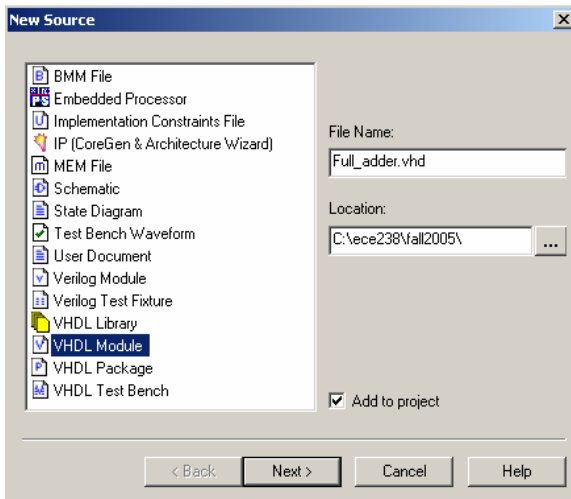 New Source
BMM File
Embedded Processor
Implementation Constraints File
IP (CoreGen & Architecture Wizard)
MEM File
Schematic
State Diagram
Test Bench Waveform
User Document
Verilog Module
Verilog Test Fixture
VHDL Library
VHDL Module
VHDL Package
VHDL Test Bench
File Name:
Full_adder.vhd
Location:
C:\ece238\fall2005\
...
Add to project
< Back
Next >
Cancel
Help